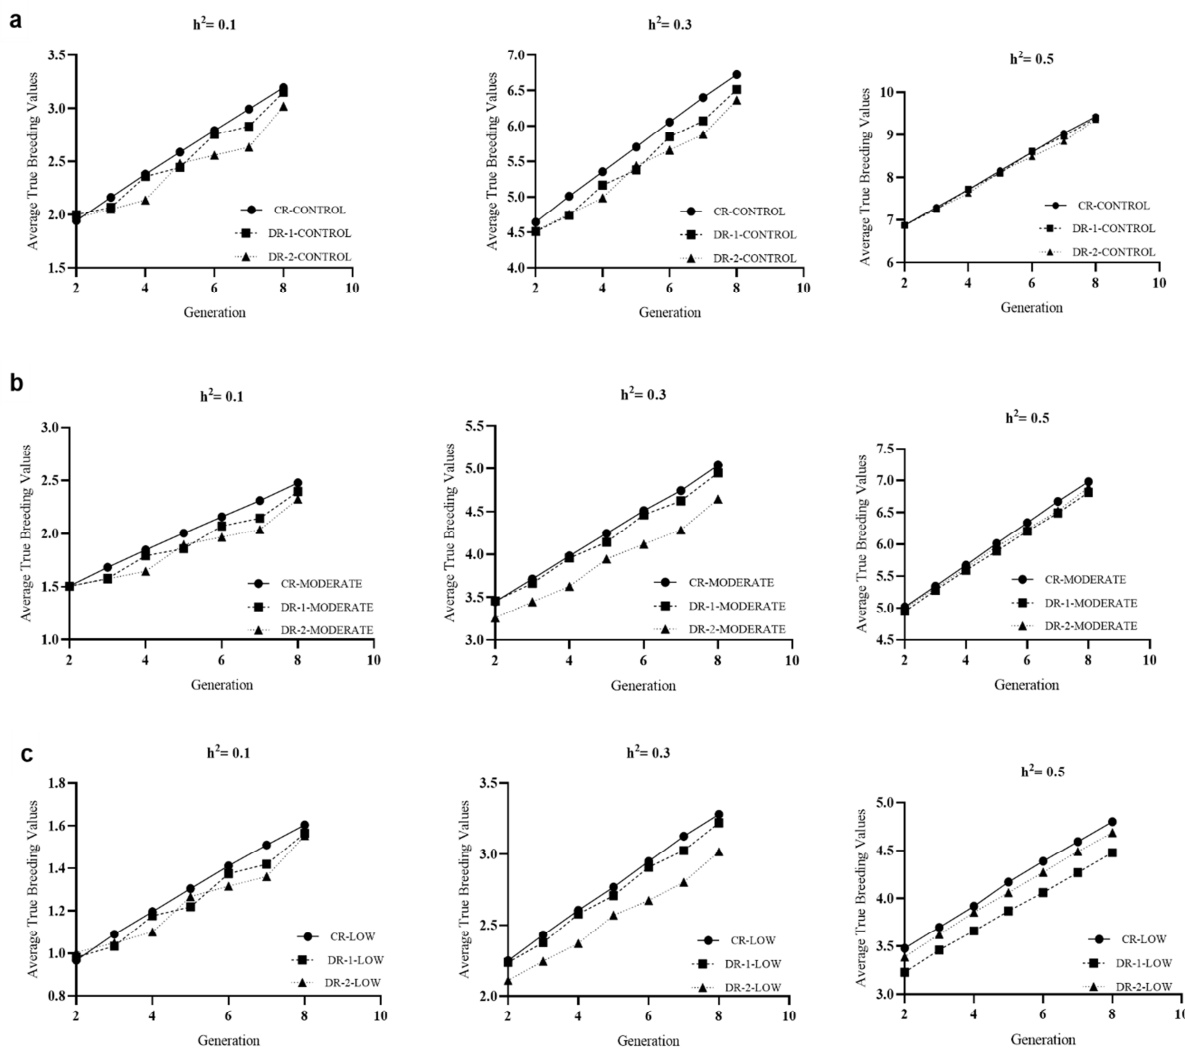 a
h²= 0.1
Average True Breeding Values
3.5
3.0
2.5
2.0
1.5
2 4 6 8 10
Generation
CR-CONTROL
DR-1-CONTROL
DR-2-CONTROL
h²= 0.3
Average True Breeding Values
7.0
6.5
6.0
5.5
5.0
4.5
4.0
2 4 6 8 10
Generation
CR-CONTROL
DR-1-CONTROL
DR-2-CONTROL
h²= 0.5
Average True Breeding Values
10
9
8
7
6
2 4 6 8 10
Generation
CR-CONTROL
DR-1-CONTROL
DR-2-CONTROL
b
h²= 0.1
Average True Breeding Values
3.0
2.5
2.0
1.5
1.0
2 4 6 8 10
Generation
CR-MODERATE
DR-1-MODERATE
DR-2-MODERATE
h²= 0.3
Average True Breeding Values
5.5
5.0
4.5
4.0
3.5
3.0
2 4 6 8 10
Generation
CR-MODERATE
DR-1-MODERATE
DR-2-MODERATE
h²= 0.5
Average True Breeding Values
7.5
7.0
6.5
6.0
5.5
5.0
4.5
2 4 6 8 10
Generation
CR-MODERATE
DR-1-MODERATE
DR-2-MODERATE
c
h²= 0.1
Average True Breeding Values
1.8
1.6
1.4
1.2
1.0
0.8
2 4 6 8 10
Generation
CR-LOW
DR-1-LOW
DR-2-LOW
h²= 0.3
Average True Breeding Values
3.5
3.0
2.5
2.0
2 4 6 8 10
Generation
CR-LOW
DR-1-LOW
DR-2-LOW
h²= 0.5
Average True Breeding Values
5.0
4.5
4.0
3.5
3.0
2 4 6 8 10
Generation
CR-LOW
DR-1-LOW
DR-2-LOW